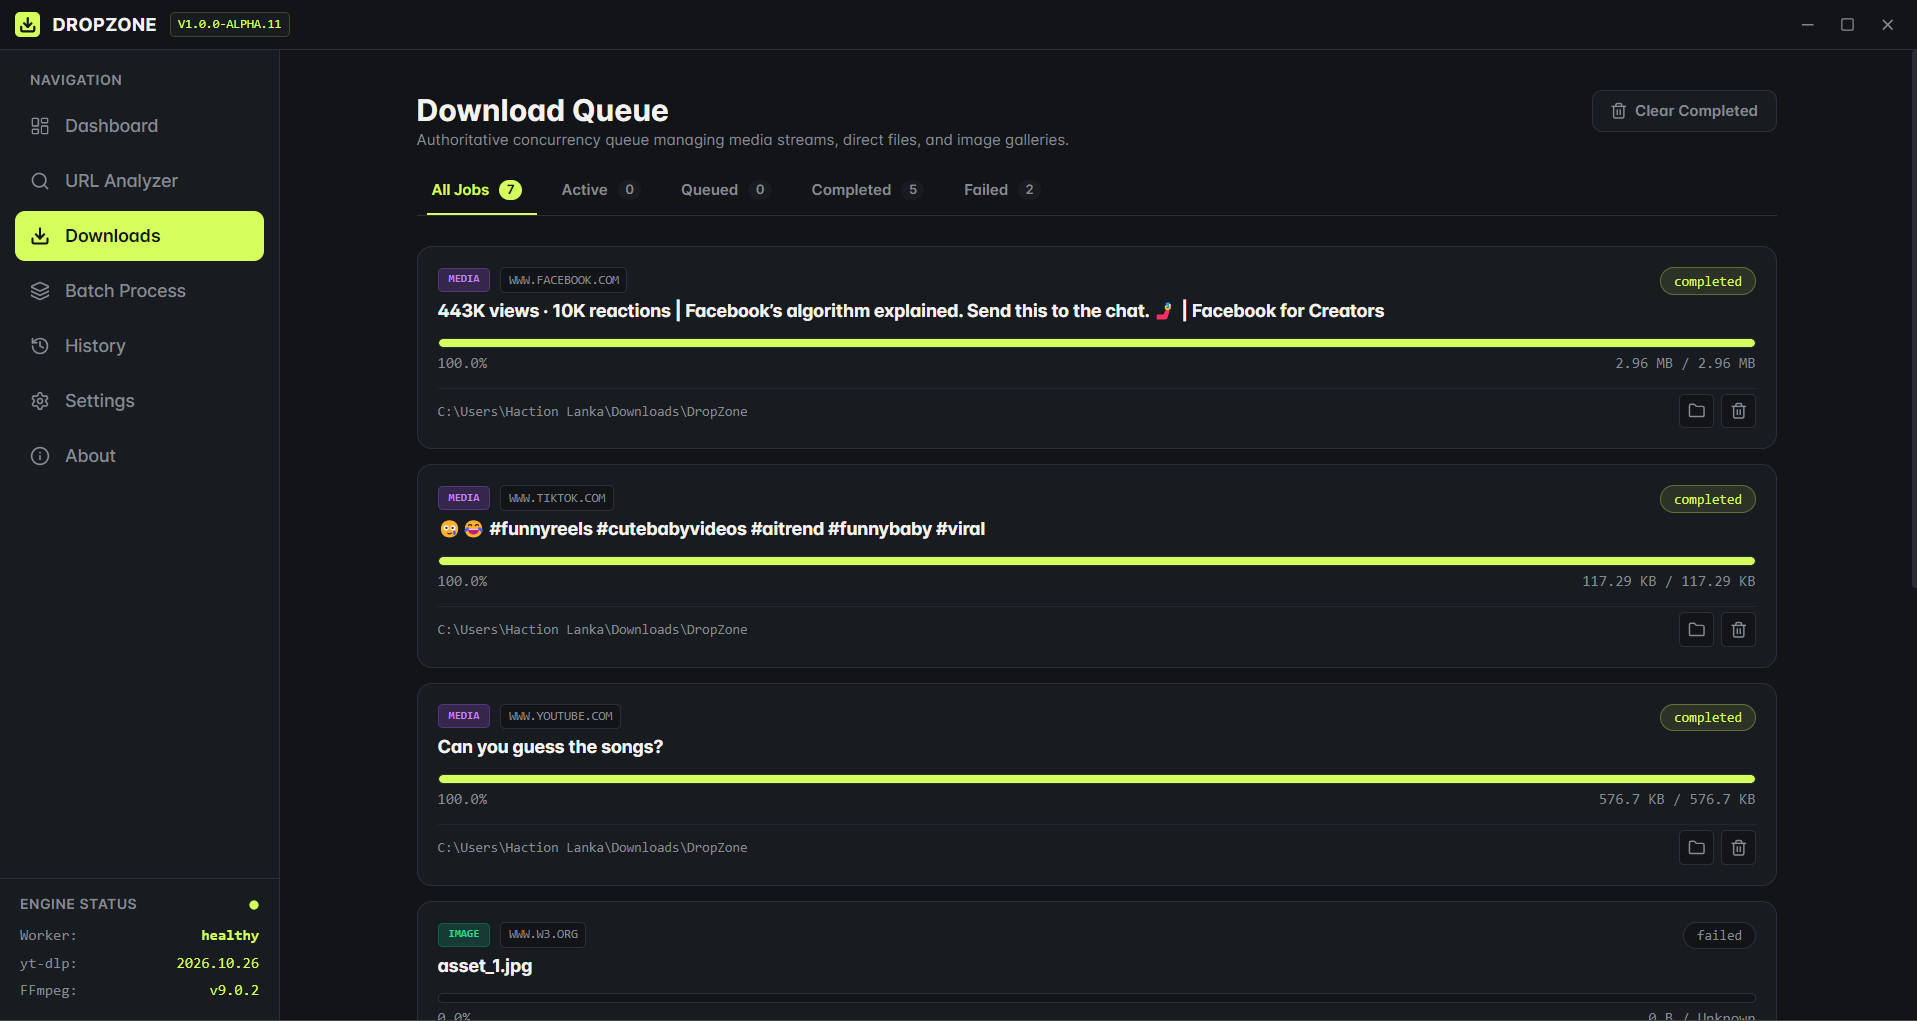 DROPZONE V1.0.0-ALPHA.11
NAVIGATION
Dashboard
URL Analyzer
Downloads
Batch Process
History
Settings
About
ENGINE STATUS
Worker: healthy
yt-dlp: 2026.10.26
FFmpeg: v9.0.2
Download Queue
Authoritative concurrency queue managing media streams, direct files, and image galleries.
Clear Completed
All Jobs 7 Active 0 Queued 0 Completed 5 Failed 2
MEDIA WWW.FACEBOOK.COM completed
443K views · 10K reactions | Facebook’s algorithm explained. Send this to the chat. 💅 | Facebook for Creators
100.0% 2.96 MB / 2.96 MB
C:\Users\Haction Lanka\Downloads\DropZone
MEDIA WWW.TIKTOK.COM completed
#funnyreels #cutebabyvideos #aitrend #funnybaby #viral
100.0% 117.29 KB / 117.29 KB
C:\Users\Haction Lanka\Downloads\DropZone
MEDIA WWW.YOUTUBE.COM completed
Can you guess the songs?
100.0% 576.7 KB / 576.7 KB
C:\Users\Haction Lanka\Downloads\DropZone
IMAGE WWW.W3.ORG failed
asset_1.jpg
0.0% 0 B / Unknown